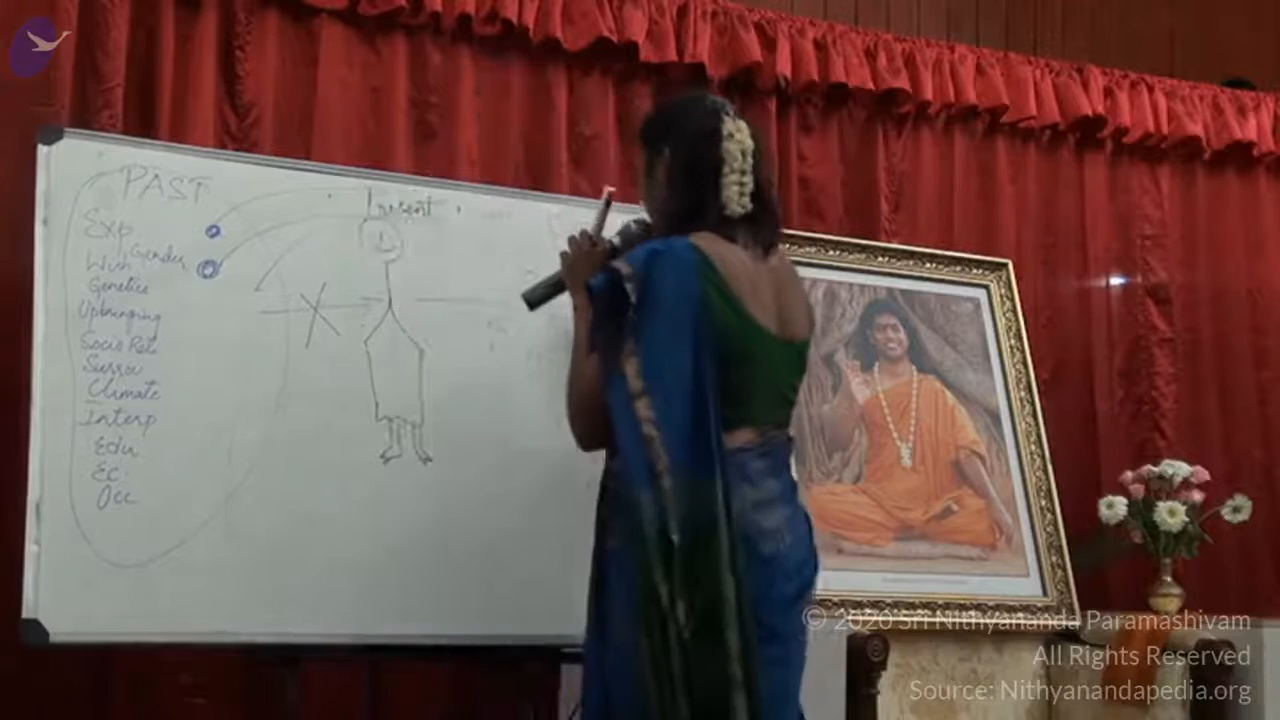 PAST
Present
Exp
Gender
Wish
Genetics
Upbringing
Socio Rel
Surrou
Climate
Interp
Edu
Ec.
Occ
© 2020 Sri Nithyananda Paramashivam
All Rights Reserved
Source: Nithyanandapedia.org